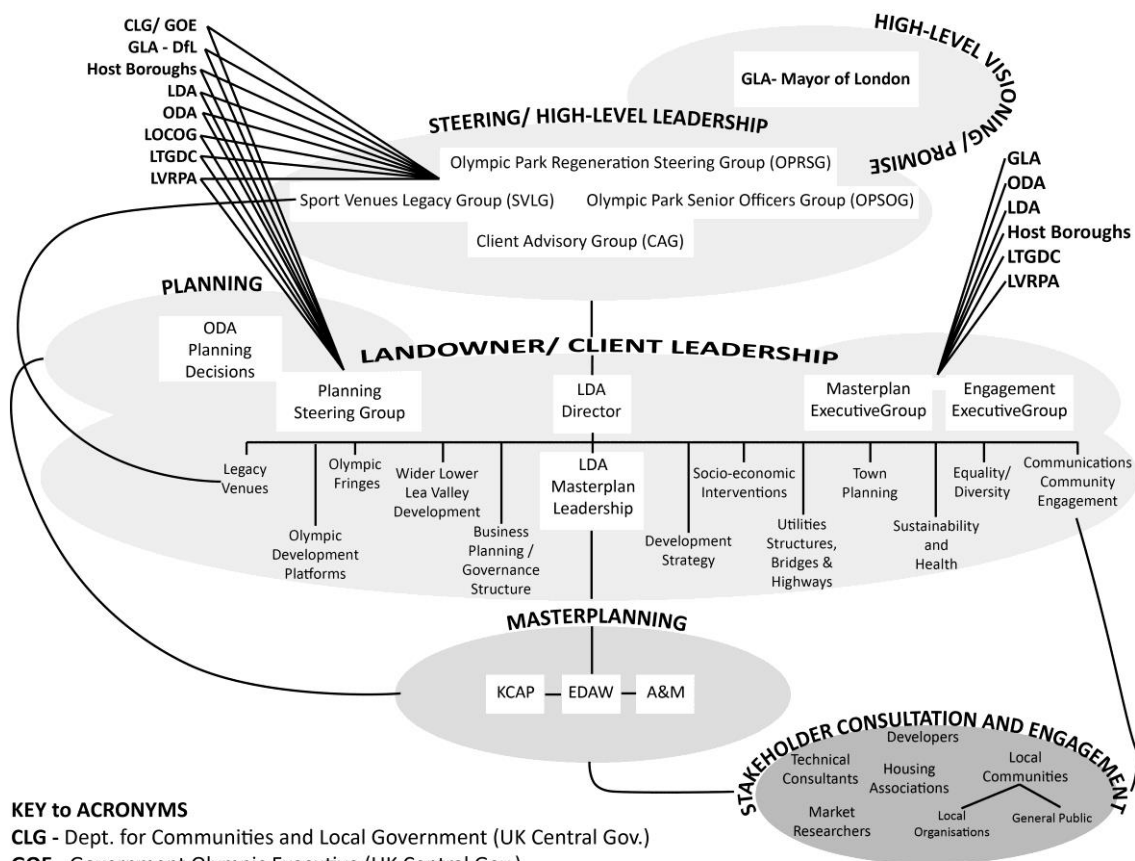 CLG/ GOE
GLA - DfL
Host Boroughs
LDA
ODA
LOCOG
LTGDC
LVRPA
HIGH-LEVEL VISIONING/ PROMISE
GLA- Mayor of London
STEERING/ HIGH-LEVEL LEADERSHIP
Olympic Park Regeneration Steering Group (OPRSG)
Sport Venues Legacy Group (SVLG)
Olympic Park Senior Officers Group (OPSOG)
Client Advisory Group (CAG)
GLA
ODA
LDA
Host Boroughs
LTGDC
LVRPA
PLANNING
ODA
Planning
Decisions
LANDOWNER/ CLIENT LEADERSHIP
Planning
Steering Group
LDA
Director
Masterplan
ExecutiveGroup
Engagement
ExecutiveGroup
Legacy
Venues
Olympic
Development
Platforms
Olympic
Fringes
Wider Lower
Lea Valley
Development
Business
Planning /
Governance
Structure
LDA
Masterplan
Leadership
Development
Strategy
Socio-economic
Interventions
Utilities
Structures,
Bridges &
Highways
Town
Planning
Sustainability
and
Health
Equality/
Diversity
Communications
Community
Engagement
MASTERPLANNING
KCAP
EDAW
A&M
STAKEHOLDER CONSULTATION AND ENGAGEMENT
Developers
Technical
Consultants
Housing
Associations
Local
Communities
Market
Researchers
Local
Organisations
General Public
KEY to ACRONYMS
CLG - Dept. for Communities and Local Government (UK Central Gov.)
GOE - Government Olympic Executive (UK Central Gov.)